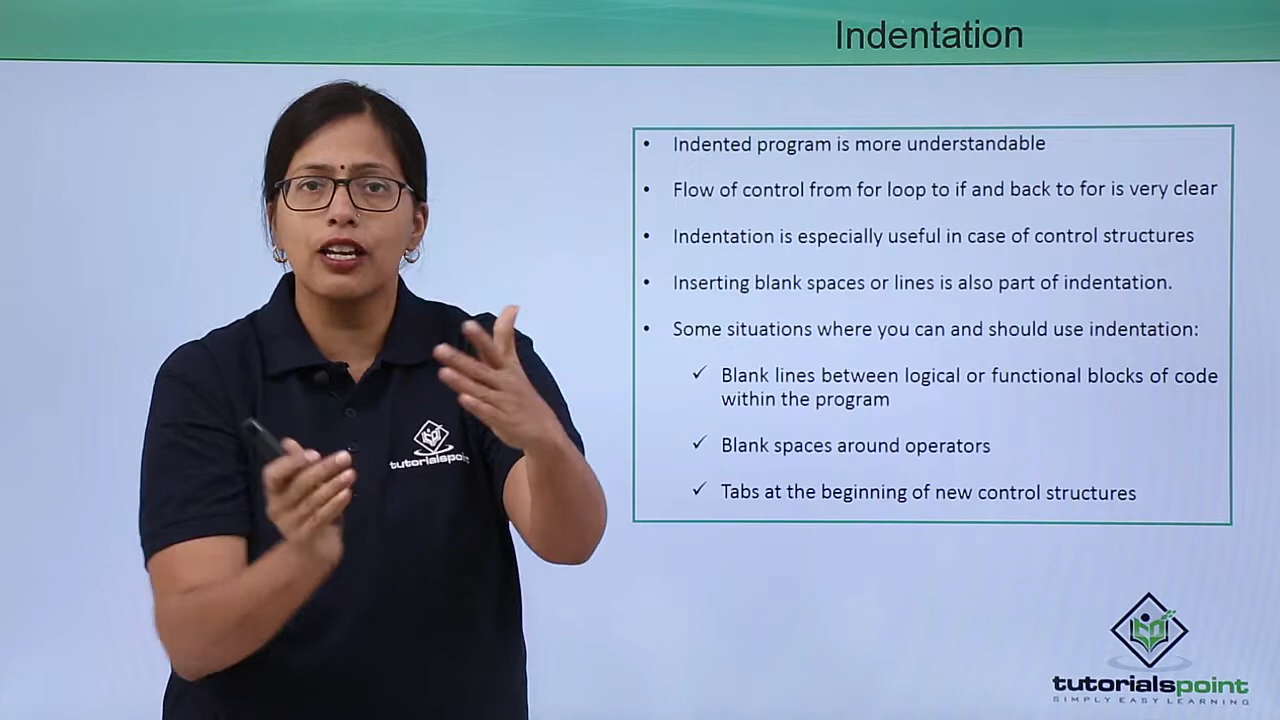 Indentation
• Indented program is more understandable
• Flow of control from for loop to if and back to for is very clear
• Indentation is especially useful in case of control structures
• Inserting blank spaces or lines is also part of indentation.
• Some situations where you can and should use indentation:
✓ Blank lines between logical or functional blocks of code
within the program
✓ Blank spaces around operators
✓ Tabs at the beginning of new control structures
tutorialspoint
tutorialspoint
SIMPLY EASY LEARNING